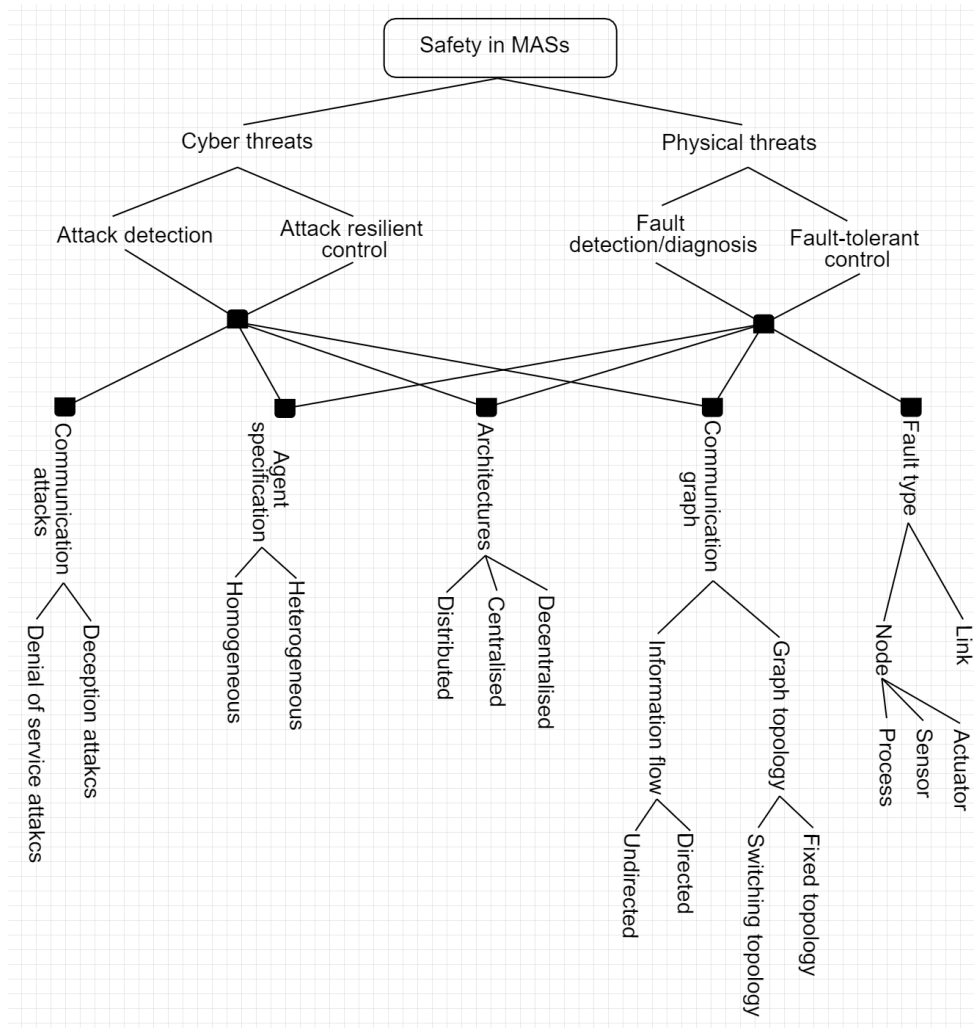 Safety in MASs
Cyber threats
Physical threats
Attack detection
Attack resilient
control
Fault
detection/diagnosis
Fault-tolerant
control
Communication
attacks
Agent
specification
Architectures
Communication
graph
Fault type
Denial of service attakcs
Deception attakcs
Homogeneous
Heterogeneous
Distributed
Centralised
Decentralised
Information flow
Graph topology
Node
Link
Undirected
Directed
Switching topology
Fixed topology
Process
Sensor
Actuator